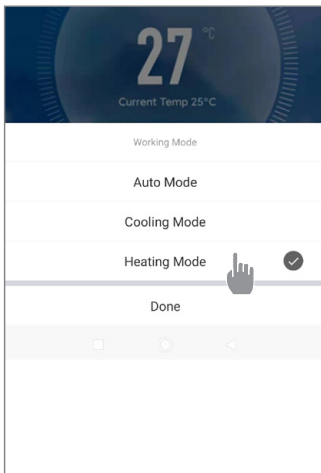 27 °C
Current Temp 25°C
Working Mode
Auto Mode
Cooling Mode
Heating Mode
Done